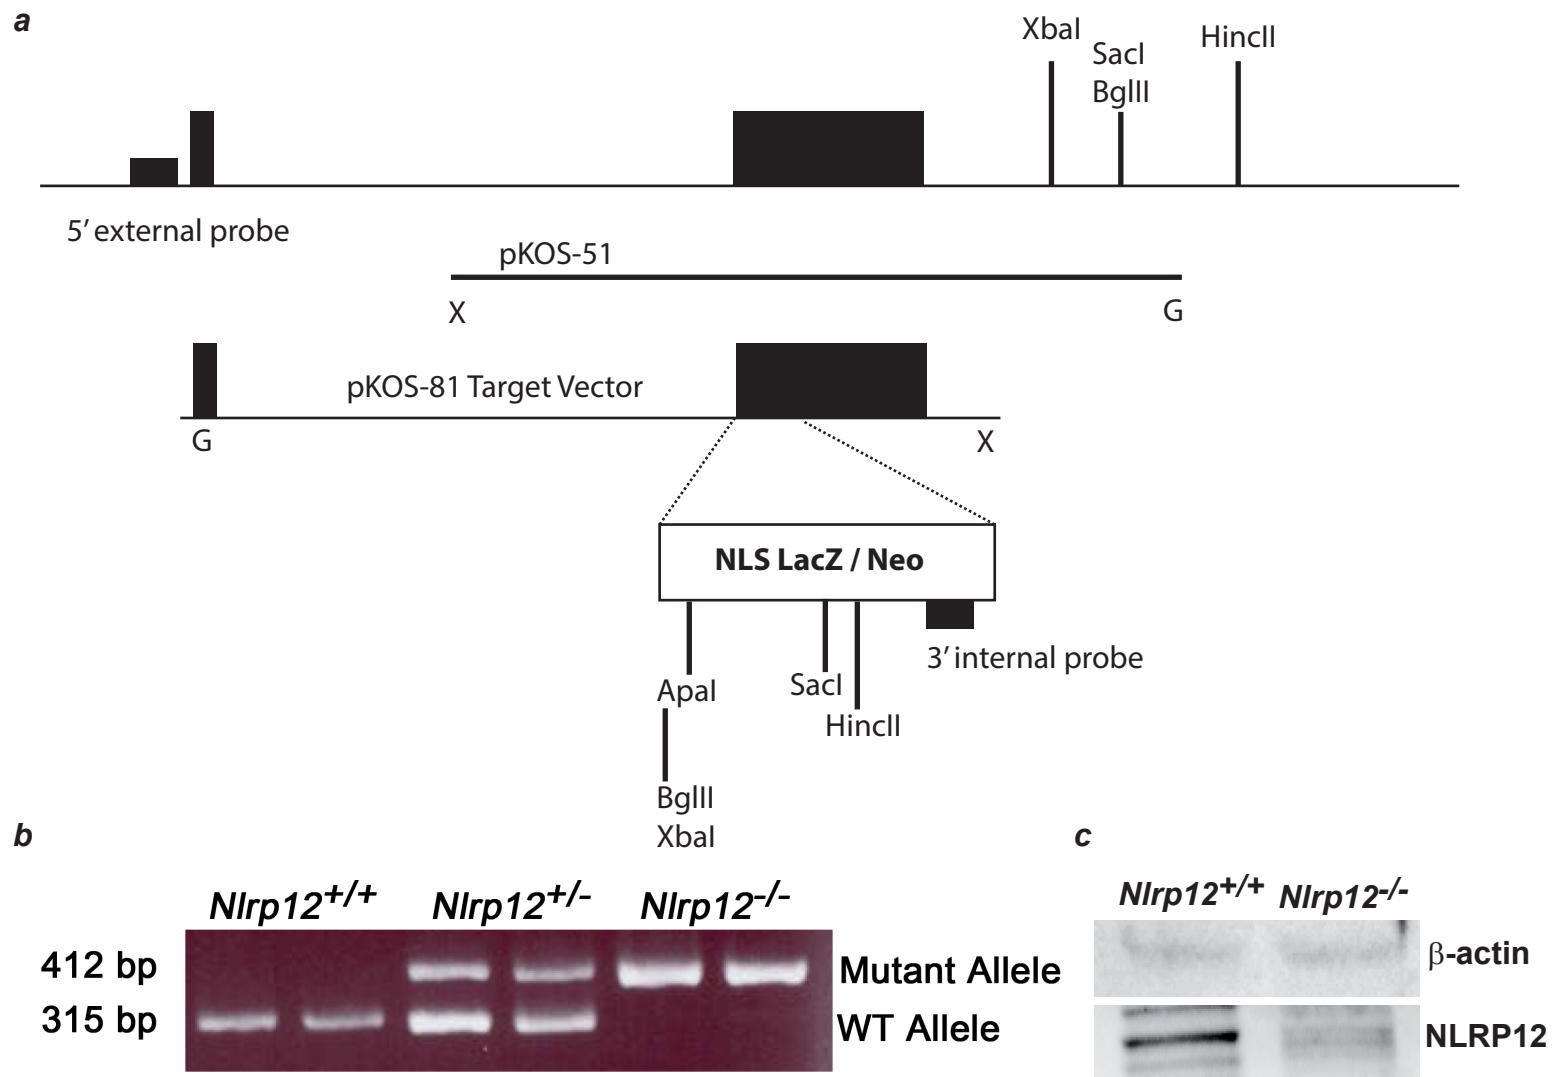 a
XbaI
SacI
BglII
HincII
5' external probe
pKOS-51
X
G
pKOS-81 Target Vector
G
X
NLS LacZ / Neo
3' internal probe
ApaI
SacI
HincII
BglII
XbaI
b
c
Nlrp12+/+ Nlrp12+/- Nlrp12-/-
412 bp
Mutant Allele
315 bp
WT Allele
Nlrp12+/+ Nlrp12-/-
β-actin
NLRP12